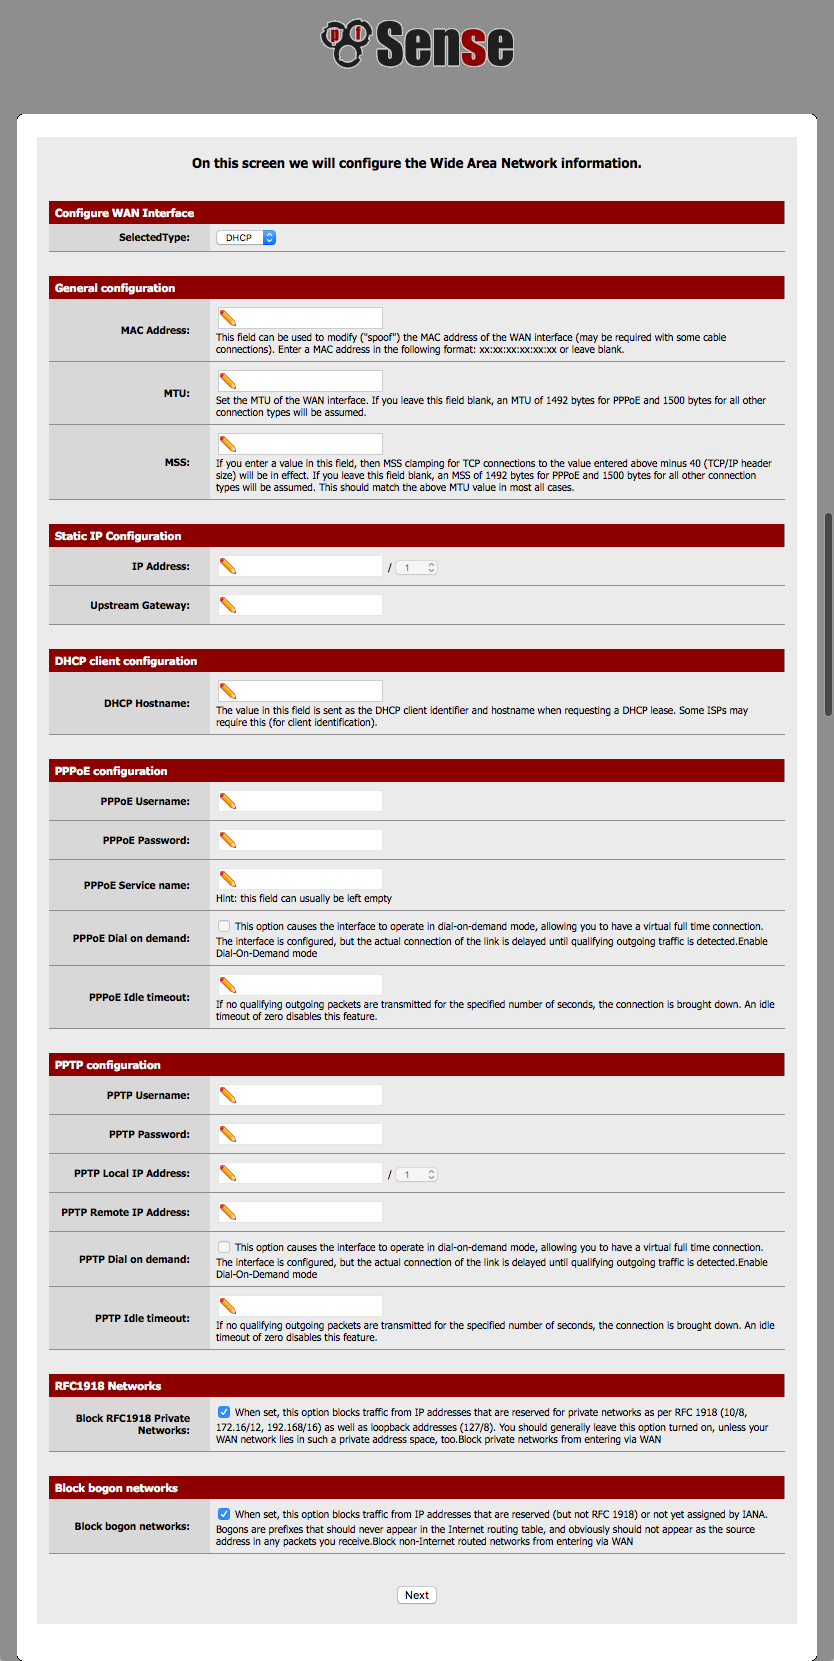 pf Sense
On this screen we will configure the Wide Area Network information.
Configure WAN Interface
SelectedType: DHCP
General configuration
MAC Address:
This field can be used to modify ("spoof") the MAC address of the WAN interface (may be required with some cable
connections). Enter a MAC address in the following format: xx:xx:xx:xx:xx:xx or leave blank.
MTU:
Set the MTU of the WAN interface. If you leave this field blank, an MTU of 1492 bytes for PPPoE and 1500 bytes for all other
connection types will be assumed.
MSS:
If you enter a value in this field, then MSS clamping for TCP connections to the value entered above minus 40 (TCP/IP header
size) will be in effect. If you leave this field blank, an MSS of 1492 bytes for PPPoE and 1500 bytes for all other connection
types will be assumed. This should match the above MTU value in most all cases.
Static IP Configuration
IP Address: / 1
Upstream Gateway:
DHCP client configuration
DHCP Hostname:
The value in this field is sent as the DHCP client identifier and hostname when requesting a DHCP lease. Some ISPs may
require this (for client identification).
PPPoE configuration
PPPoE Username:
PPPoE Password:
PPPoE Service name:
Hint: this field can usually be left empty
PPPoE Dial on demand:
This option causes the interface to operate in dial-on-demand mode, allowing you to have a virtual full time connection.
The interface is configured, but the actual connection of the link is delayed until qualifying outgoing traffic is detected.Enable
Dial-On-Demand mode
PPPoE Idle timeout:
If no qualifying outgoing packets are transmitted for the specified number of seconds, the connection is brought down. An idle
timeout of zero disables this feature.
PPTP configuration
PPTP Username:
PPTP Password:
PPTP Local IP Address: / 1
PPTP Remote IP Address:
PPTP Dial on demand:
This option causes the interface to operate in dial-on-demand mode, allowing you to have a virtual full time connection.
The interface is configured, but the actual connection of the link is delayed until qualifying outgoing traffic is detected.Enable
Dial-On-Demand mode
PPTP Idle timeout:
If no qualifying outgoing packets are transmitted for the specified number of seconds, the connection is brought down. An idle
timeout of zero disables this feature.
RFC1918 Networks
Block RFC1918 Private
Networks:
When set, this option blocks traffic from IP addresses that are reserved for private networks as per RFC 1918 (10/8,
172.16/12, 192.168/16) as well as loopback addresses (127/8). You should generally leave this option turned on, unless your
WAN network lies in such a private address space, too.Block private networks from entering via WAN
Block bogon networks
Block bogon networks:
When set, this option blocks traffic from IP addresses that are reserved (but not RFC 1918) or not yet assigned by IANA.
Bogons are prefixes that should never appear in the Internet routing table, and obviously should not appear as the source
address in any packets you receive.Block non-Internet routed networks from entering via WAN
Next